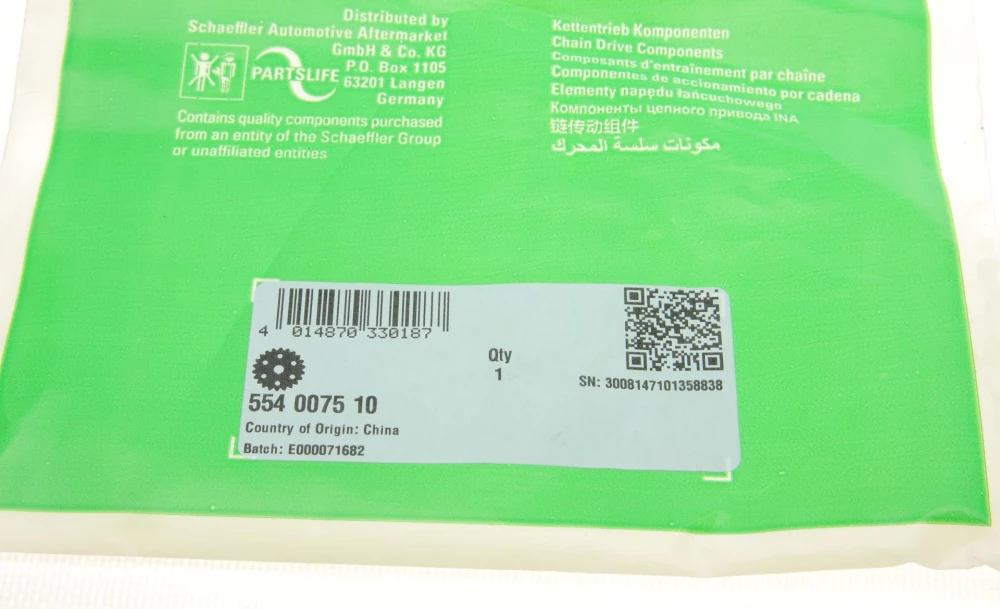 Distributed by
Schaeffler Automotive Aftermarket
GmbH & Co. KG
P.O. Box 1105
63201 Langen
Germany
PARTSLIFE
Contains quality components purchased
from an entity of the Schaeffler Group
or unaffiliated entities
Kettentrieb Komponenten
Chain Drive Components
Composants d'entraînement par chaîne
Componentes de accionamiento por cadena
Elementy napędu łańcuchowego
Компоненты цепного привода INA
链传动组件
مكونات سلسة المحرك
4 014870 330187
554 0075 10
Country of Origin: China
Batch: E000071682
Qty
1
SN: 3008147101358838